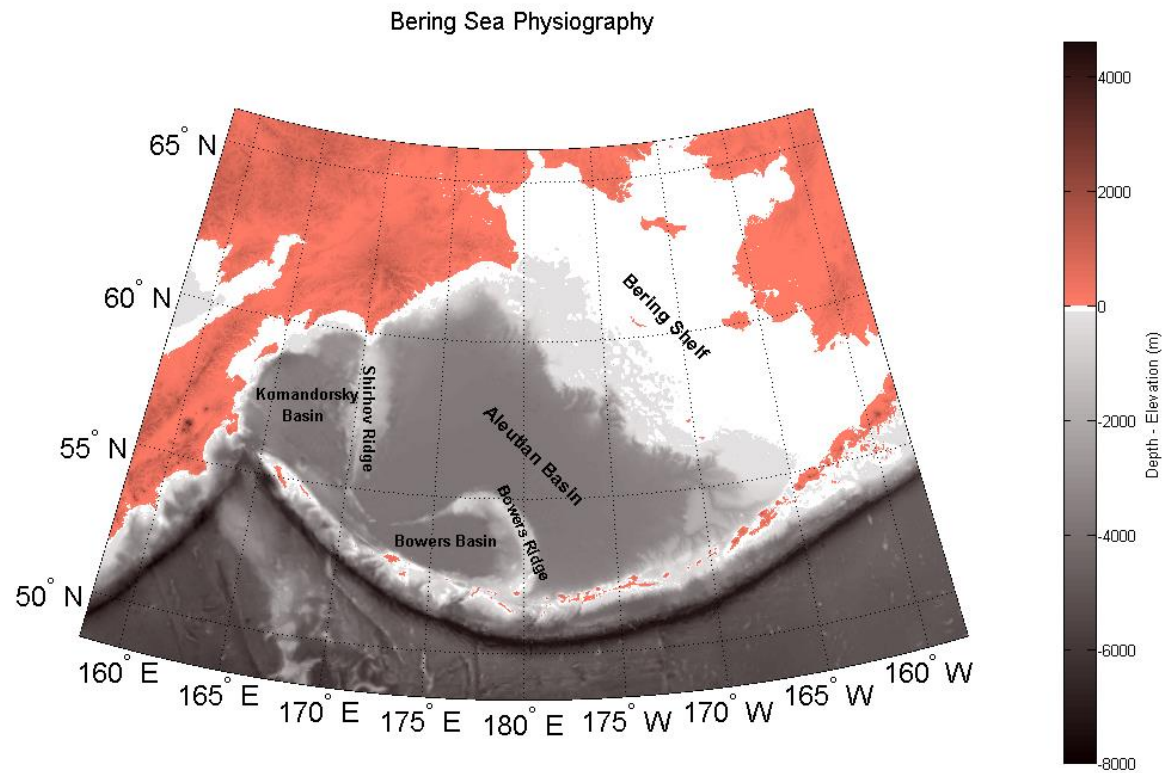 Bering Sea Physiography
65° N
60° N
55° N
50° N
160° E
165° E
170° E
175° E
180° E
175° W
170° W
165° W
160° W
Bering Shelf
Komandorsky
Basin
Shirhov Ridge
Aleutian Basin
Bowers Ridge
Bowers Basin
4000
2000
0
-2000
-4000
-6000
-8000
Depth - Elevation (m)